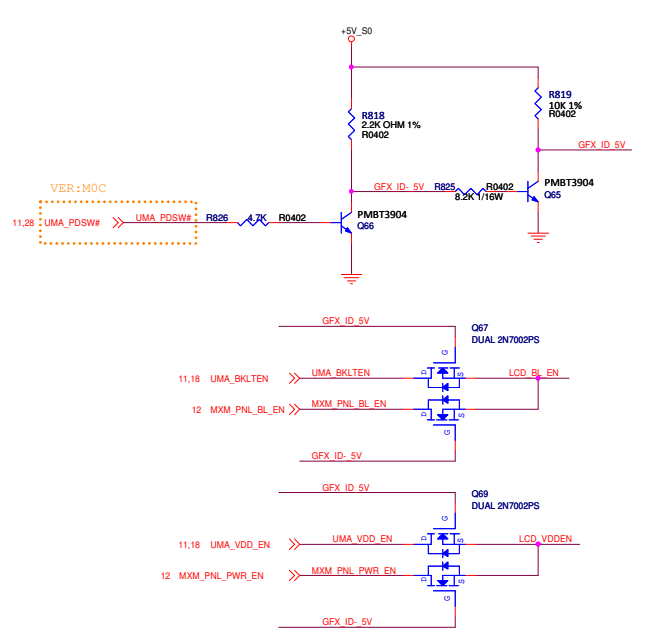 +5V_S0
R819
10K 1%
R0402
R818
2.2K OHM 1%
R0402
GFX_ID_5V
VER:M0C
GFX_ID-_5V
R825
R0402
8.2K 1/16W
PMBT3904
Q65
11,28 UMA_PDSW#
UMA_PDSW#
R826
4.7K
R0402
PMBT3904
Q66
GFX_ID_5V
Q67
DUAL 2N7002PS
G
D
S
11,18 UMA_BKLTEN
UMA_BKLTEN
LCD_BL_EN
12 MXM_PNL_BL_EN
MXM_PNL_BL_EN
D
S
G
GFX_ID-_5V
GFX_ID_5V
Q69
DUAL 2N7002PS
G
D
S
11,18 UMA_VDD_EN
UMA_VDD_EN
LCD_VDDEN
12 MXM_PNL_PWR_EN
MXM_PNL_PWR_EN
D
S
G
GFX_ID-_5V